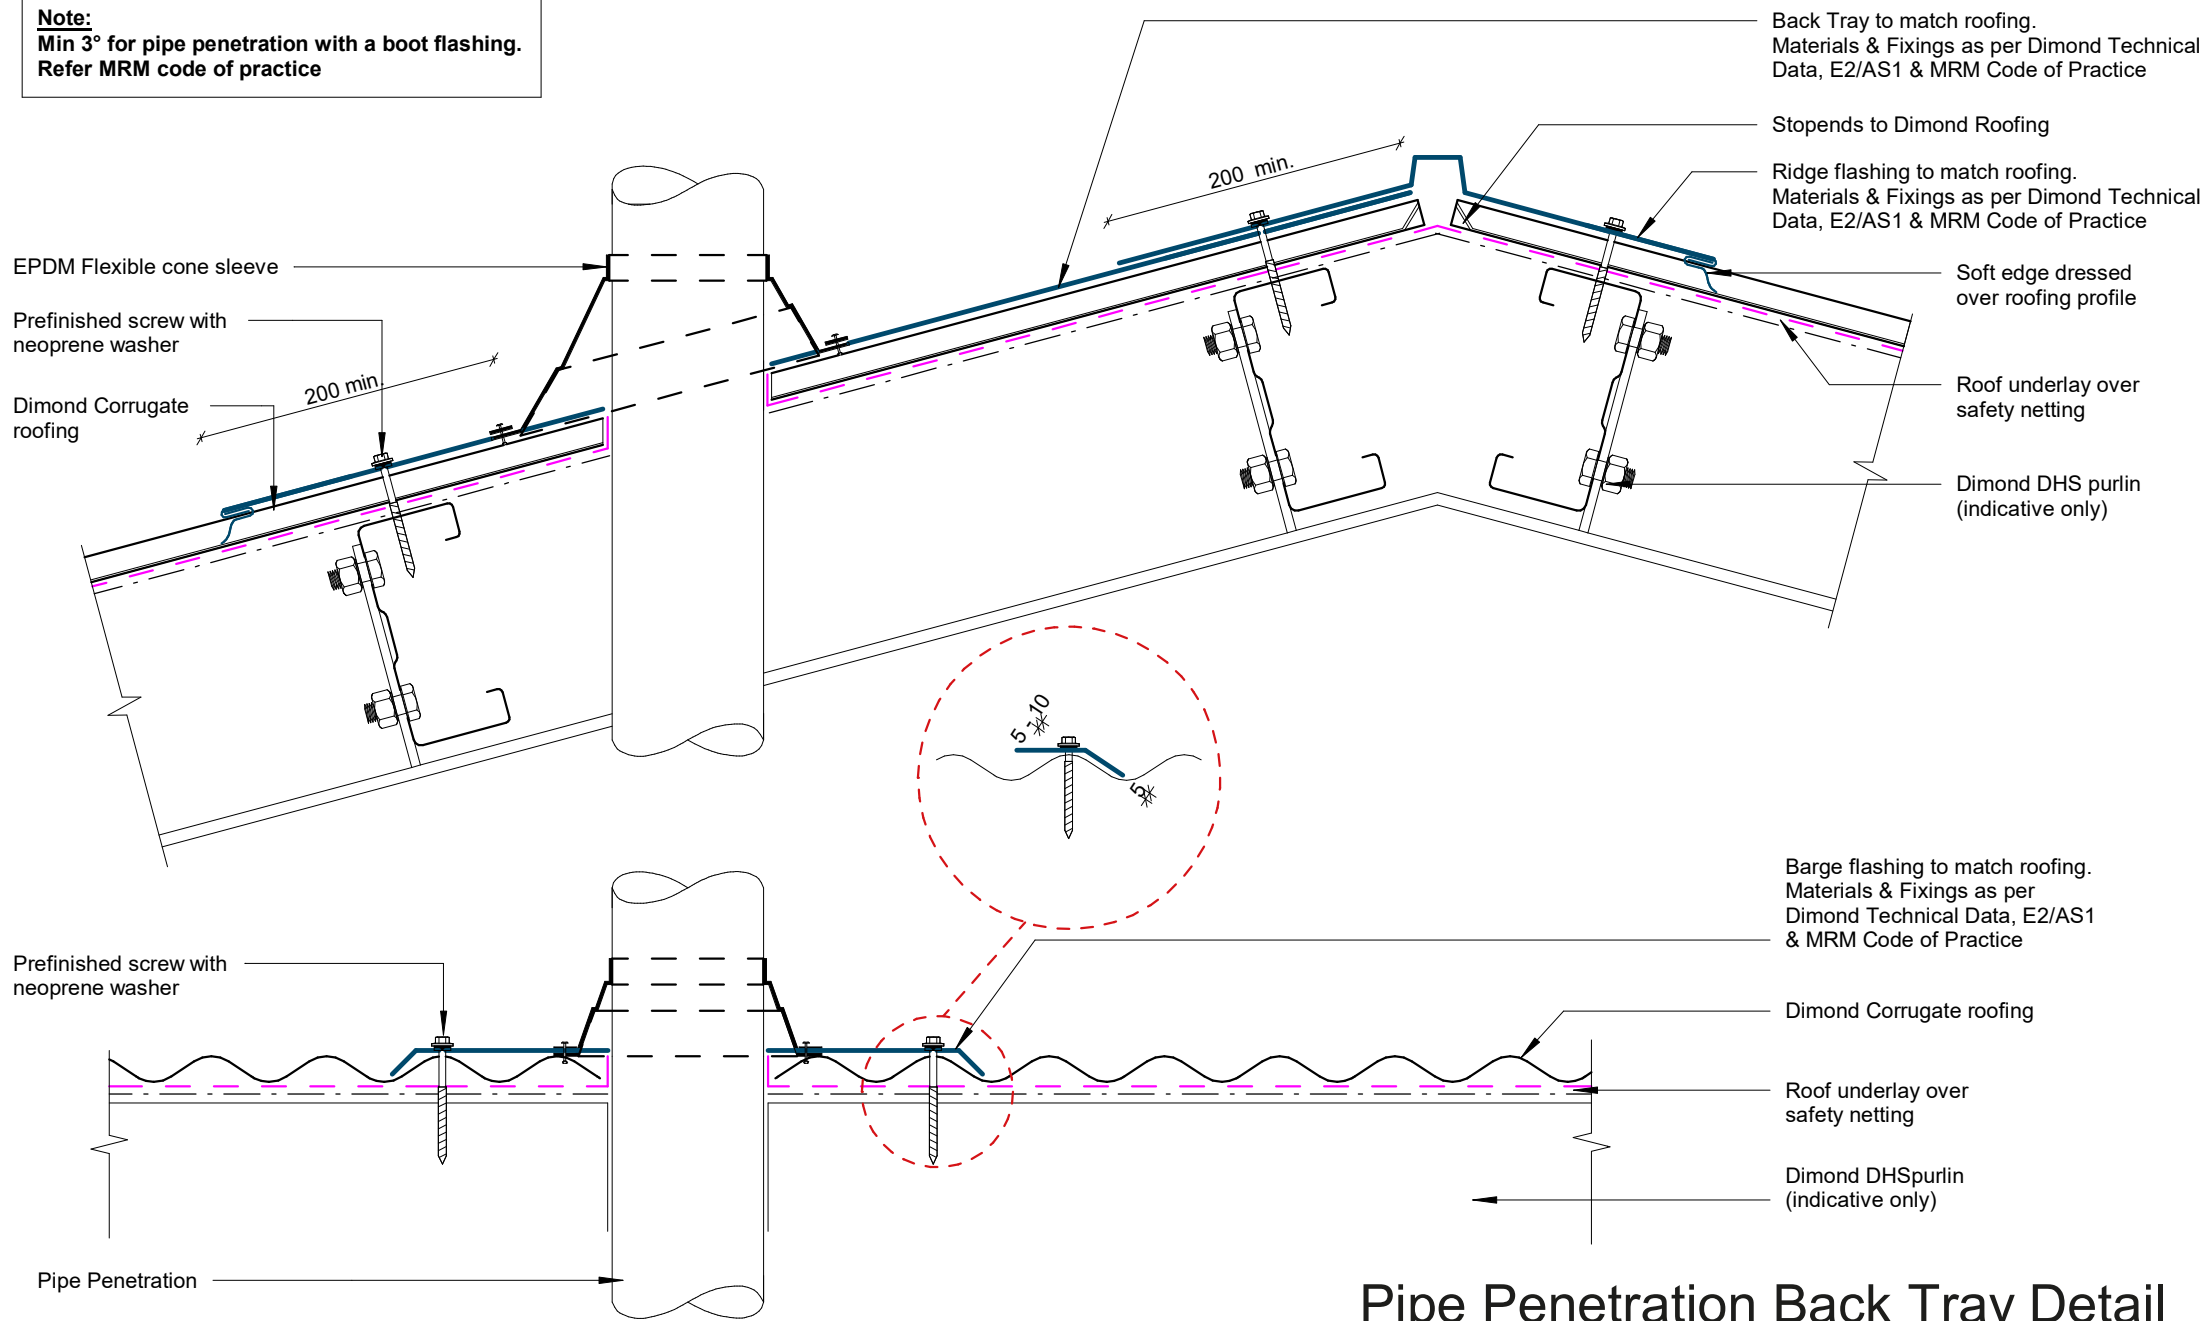 Note:
Min 3° for pipe penetration with a boot flashing.
Refer MRM code of practice
Back Tray to match roofing.
Materials & Fixings as per Dimond Technical
Data, E2/AS1 & MRM Code of Practice
Stopends to Dimond Roofing
Ridge flashing to match roofing.
Materials & Fixings as per Dimond Technical
Data, E2/AS1 & MRM Code of Practice
200 min.
EPDM Flexible cone sleeve
Soft edge dressed
over roofing profile
Prefinished screw with
neoprene washer
200 min.
Dimond Corrugate
roofing
Roof underlay over
safety netting
Dimond DHS purlin
(indicative only)
5 - 10
5
Barge flashing to match roofing.
Materials & Fixings as per
Dimond Technical Data, E2/AS1
& MRM Code of Practice
Prefinished screw with
neoprene washer
Dimond Corrugate roofing
Roof underlay over
safety netting
Dimond DHSpurlin
(indicative only)
Pipe Penetration
Pipe Penetration Back Tray Detail